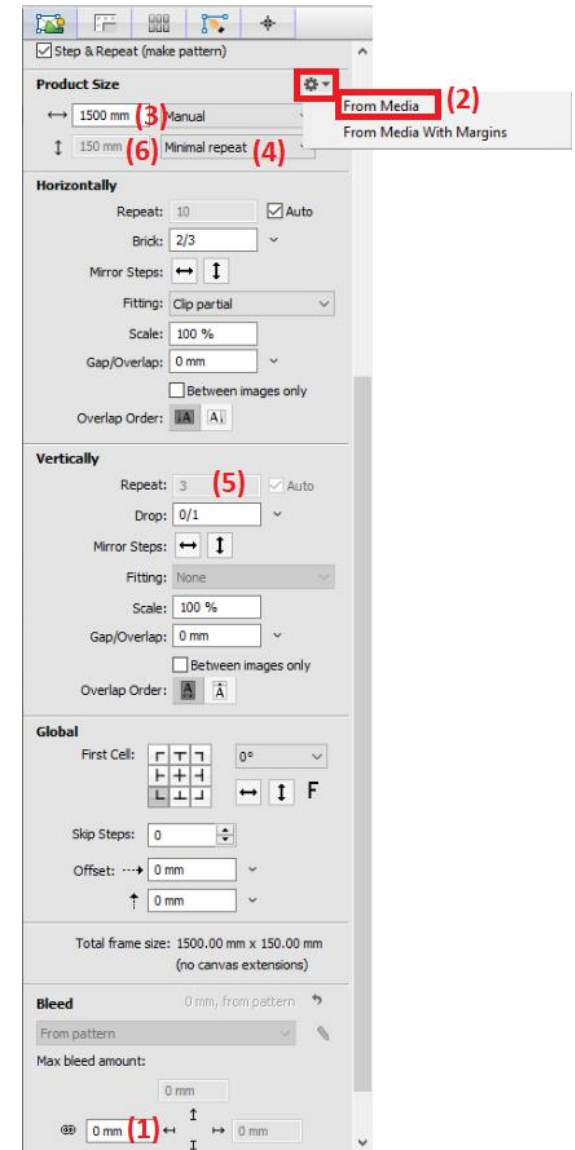 Step & Repeat (make pattern)
Product Size
From Media (2)
1500 mm (3) Manual
From Media With Margins
150 mm (6) Minimal repeat (4)
Horizontally
Repeat: 10 Auto
Brick: 2/3
Mirror Steps:
Fitting: Clip partial
Scale: 100 %
Gap/Overlap: 0 mm
Between images only
Overlap Order: A A
Vertically
Repeat: 3 (5) Auto
Drop: 0/1
Mirror Steps:
Fitting: None
Scale: 100 %
Gap/Overlap: 0 mm
Between images only
Overlap Order: A A
Global
First Cell: 0°
F
Skip Steps: 0
Offset: 0 mm
0 mm
Total frame size: 1500.00 mm x 150.00 mm
(no canvas extensions)
Bleed 0 mm, from pattern
From pattern
Max bleed amount:
0 mm
0 mm (1) 0 mm